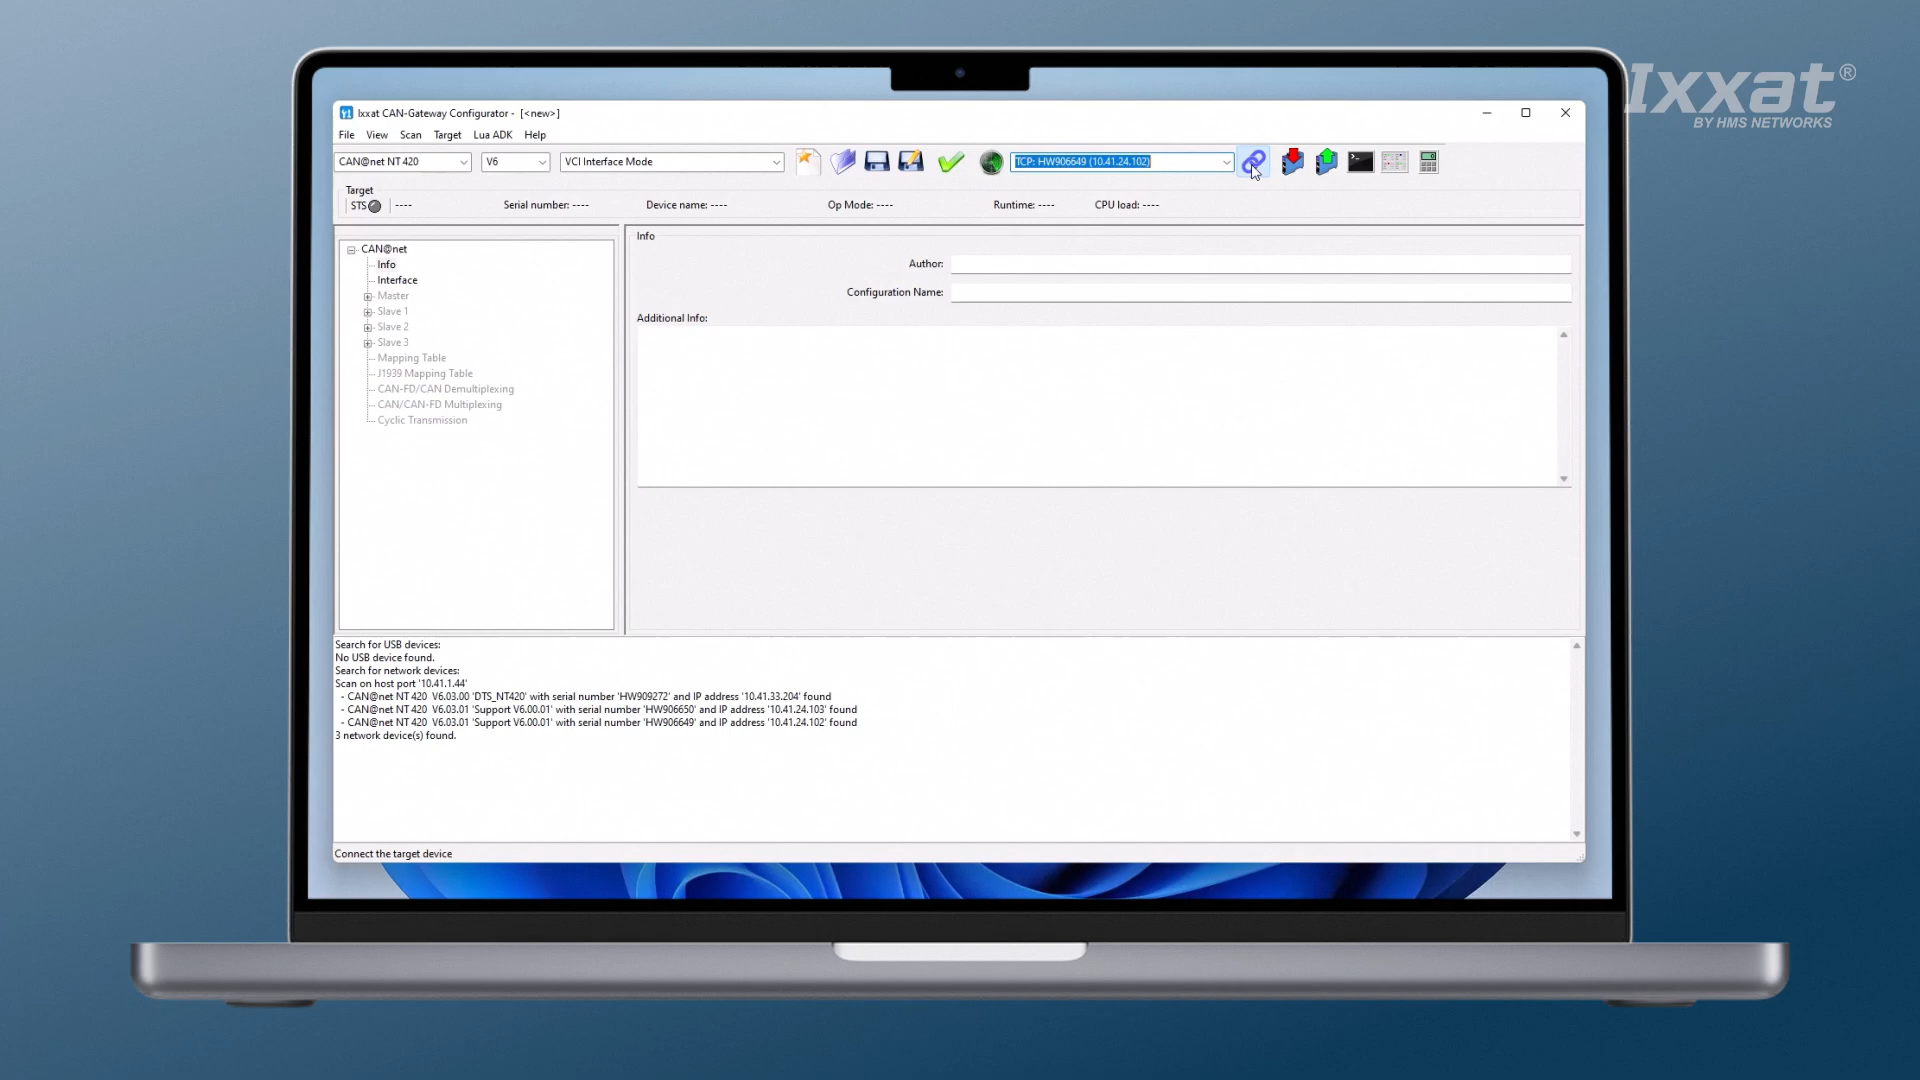 Ixxat®
BY HMS NETWORKS
Ixxat CAN-Gateway Configurator - [<new>]
File View Scan Target Lua ADK Help
CAN@net NT 420 V6 VCI Interface Mode TCP: HW906649 (10.41.24.102)
Target
STS ---- Serial number: ---- Device name: ---- Op Mode: ---- Runtime: ---- CPU load: ----
CAN@net
Info
Interface
Master
Slave 1
Slave 2
Slave 3
Mapping Table
J1939 Mapping Table
CAN-FD/CAN Demultiplexing
CAN/CAN-FD Multiplexing
Cyclic Transmission
Info
Author:
Configuration Name:
Additional Info:
Search for USB devices:
No USB device found.
Search for network devices:
Scan on host port '10.41.1.44'
- CAN@net NT 420 V6.03.00 'DTS_NT420' with serial number 'HW909272' and IP address '10.41.33.204' found
- CAN@net NT 420 V6.03.01 'Support V6.00.01' with serial number 'HW906650' and IP address '10.41.24.103' found
- CAN@net NT 420 V6.03.01 'Support V6.00.01' with serial number 'HW906649' and IP address '10.41.24.102' found
3 network device(s) found.
Connect the target device